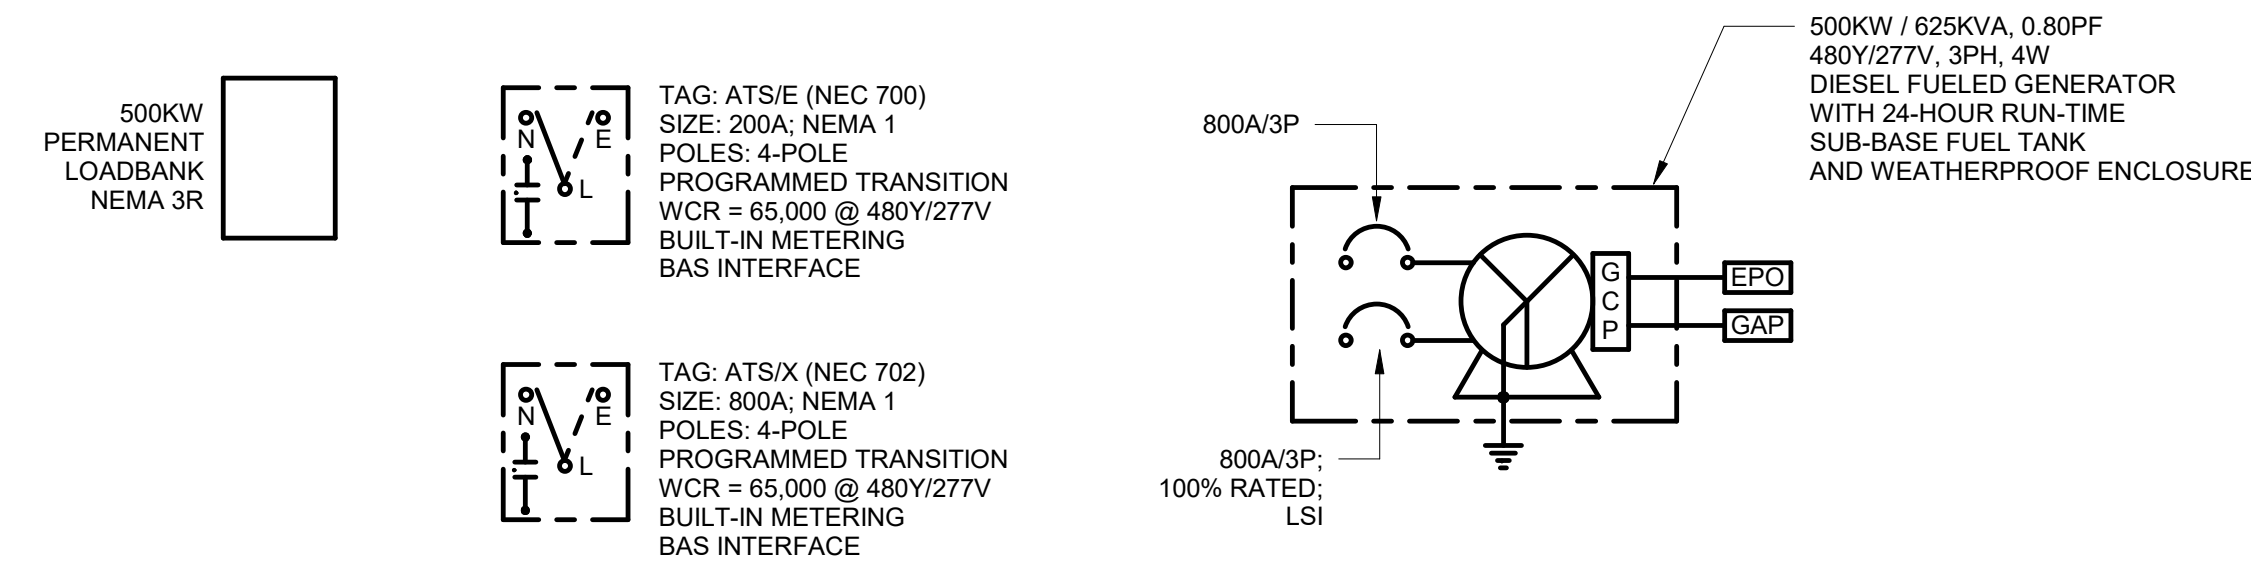 500KW
PERMANENT
LOADBANK
NEMA 3R
N
E
L
TAG: ATS/E (NEC 700)
SIZE: 200A; NEMA 1
POLES: 4-POLE
PROGRAMMED TRANSITION
WCR = 65,000 @ 480Y/277V
BUILT-IN METERING
BAS INTERFACE
N
E
L
TAG: ATS/X (NEC 702)
SIZE: 800A; NEMA 1
POLES: 4-POLE
PROGRAMMED TRANSITION
WCR = 65,000 @ 480Y/277V
BUILT-IN METERING
BAS INTERFACE
800A/3P
800A/3P;
100% RATED;
LSI
G
C
P
EPO
GAP
500KW / 625KVA, 0.80PF
480Y/277V, 3PH, 4W
DIESEL FUELED GENERATOR
WITH 24-HOUR RUN-TIME
SUB-BASE FUEL TANK
AND WEATHERPROOF ENCLOSURE